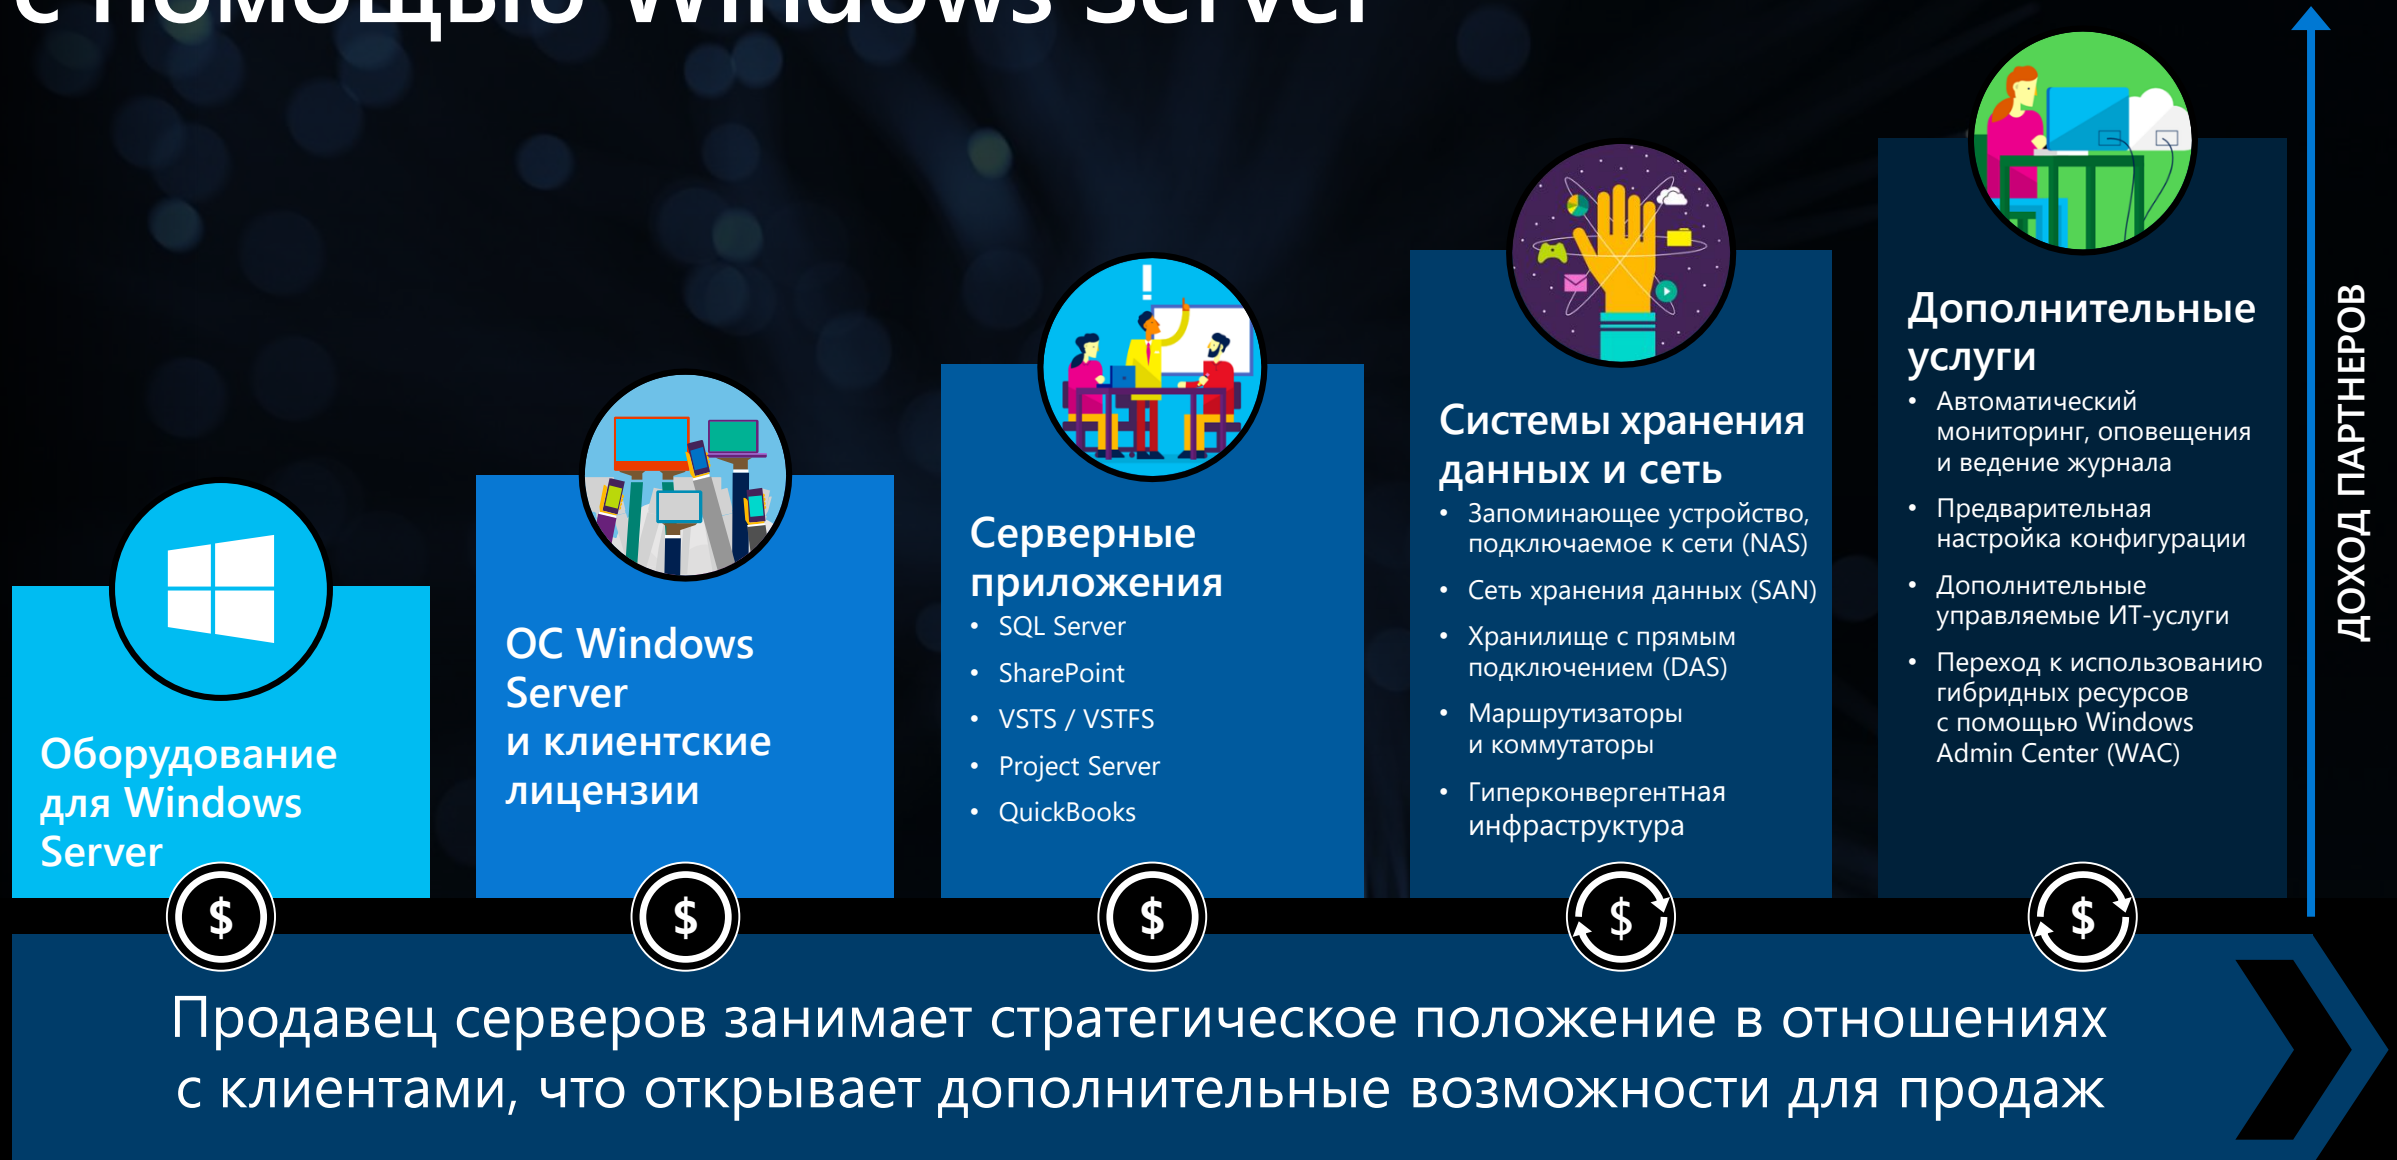 с помощью Windows Server
Оборудование
для Windows
Server
ОС Windows
Server
и клиентские
лицензии
Серверные
приложения
• SQL Server
• SharePoint
• VSTS / VSTFS
• Project Server
• QuickBooks
Системы хранения
данных и сеть
• Запоминающее устройство,
подключаемое к сети (NAS)
• Сеть хранения данных (SAN)
• Хранилище с прямым
подключением (DAS)
• Маршрутизаторы
и коммутаторы
• Гиперконвергентная
инфраструктура
Дополнительные
услуги
• Автоматический
мониторинг, оповещения
и ведение журнала
• Предварительная
настройка конфигурации
• Дополнительные
управляемые ИТ-услуги
• Переход к использованию
гибридных ресурсов
с помощью Windows
Admin Center (WAC)
ДОХОД ПАРТНЕРОВ
$
$
$
$
$
Продавец серверов занимает стратегическое положение в отношениях
с клиентами, что открывает дополнительные возможности для продаж